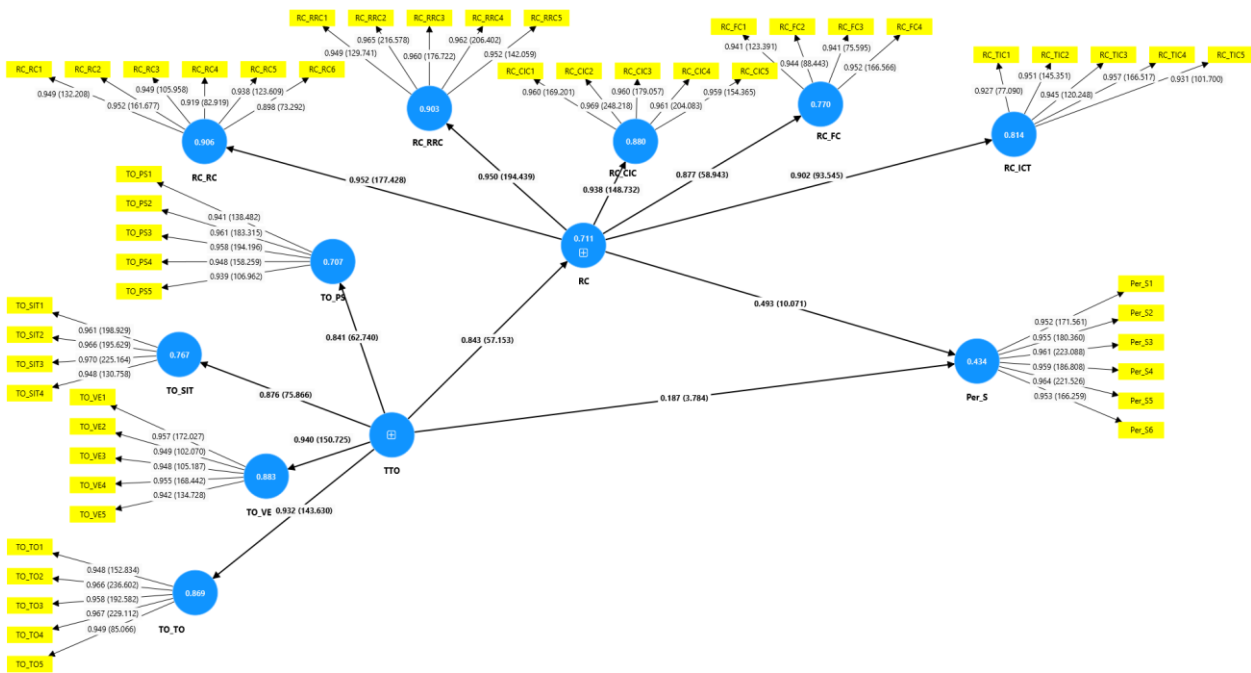 RC_RRC1
RC_RRC2
RC_RRC3
RC_RRC4
RC_RRC5
0.949 (129.741)
0.965 (216.578)
0.960 (176.722)
0.962 (206.402)
0.952 (142.059)
0.903
RC_RRC
RC_FC1
RC_FC2
RC_FC3
RC_FC4
0.941 (123.391)
0.944 (88.443)
0.941 (75.595)
0.952 (166.566)
0.770
RC_FC
RC_RC1
RC_RC2
RC_RC3
RC_RC4
RC_RC5
RC_RC6
0.949 (132.208)
0.952 (161.677)
0.949 (105.958)
0.919 (82.919)
0.938 (123.609)
0.898 (73.292)
0.906
RC_RC
RC_CIC1
RC_CIC2
RC_CIC3
RC_CIC4
RC_CIC5
0.960 (169.201)
0.969 (248.218)
0.960 (179.057)
0.961 (204.083)
0.959 (154.365)
0.880
RC_CIC
RC_TIC1
RC_TIC2
RC_TIC3
RC_TIC4
RC_TIC5
0.927 (77.090)
0.951 (145.351)
0.945 (120.248)
0.957 (166.517)
0.931 (101.700)
0.814
RC_ICT
0.952 (177.428)
0.950 (194.439)
0.938 (148.732)
0.877 (58.943)
0.902 (93.545)
0.711
RC
TO_PS1
TO_PS2
TO_PS3
TO_PS4
TO_PS5
0.941 (138.482)
0.961 (183.315)
0.958 (194.196)
0.948 (158.259)
0.939 (106.962)
0.707
TO_PS
TO_SIT1
TO_SIT2
TO_SIT3
TO_SIT4
0.961 (198.929)
0.966 (195.629)
0.970 (225.164)
0.948 (130.758)
0.767
TO_SIT
0.841 (62.740)
0.843 (57.153)
0.493 (10.071)
0.876 (75.866)
0.187 (3.784)
Per_S1
Per_S2
Per_S3
Per_S4
Per_S5
Per_S6
0.952 (171.561)
0.955 (180.360)
0.961 (223.088)
0.959 (186.808)
0.964 (221.526)
0.953 (166.259)
0.434
Per_S
TO_VE1
TO_VE2
TO_VE3
TO_VE4
TO_VE5
0.957 (172.027)
0.949 (102.070)
0.948 (105.187)
0.955 (168.442)
0.942 (134.728)
0.883
TO_VE
0.940 (150.725)
TTO
0.932 (143.630)
TO_TO1
TO_TO2
TO_TO3
TO_TO4
TO_TO5
0.948 (152.834)
0.966 (236.602)
0.958 (192.582)
0.967 (229.112)
0.949 (85.066)
0.869
TO_TO